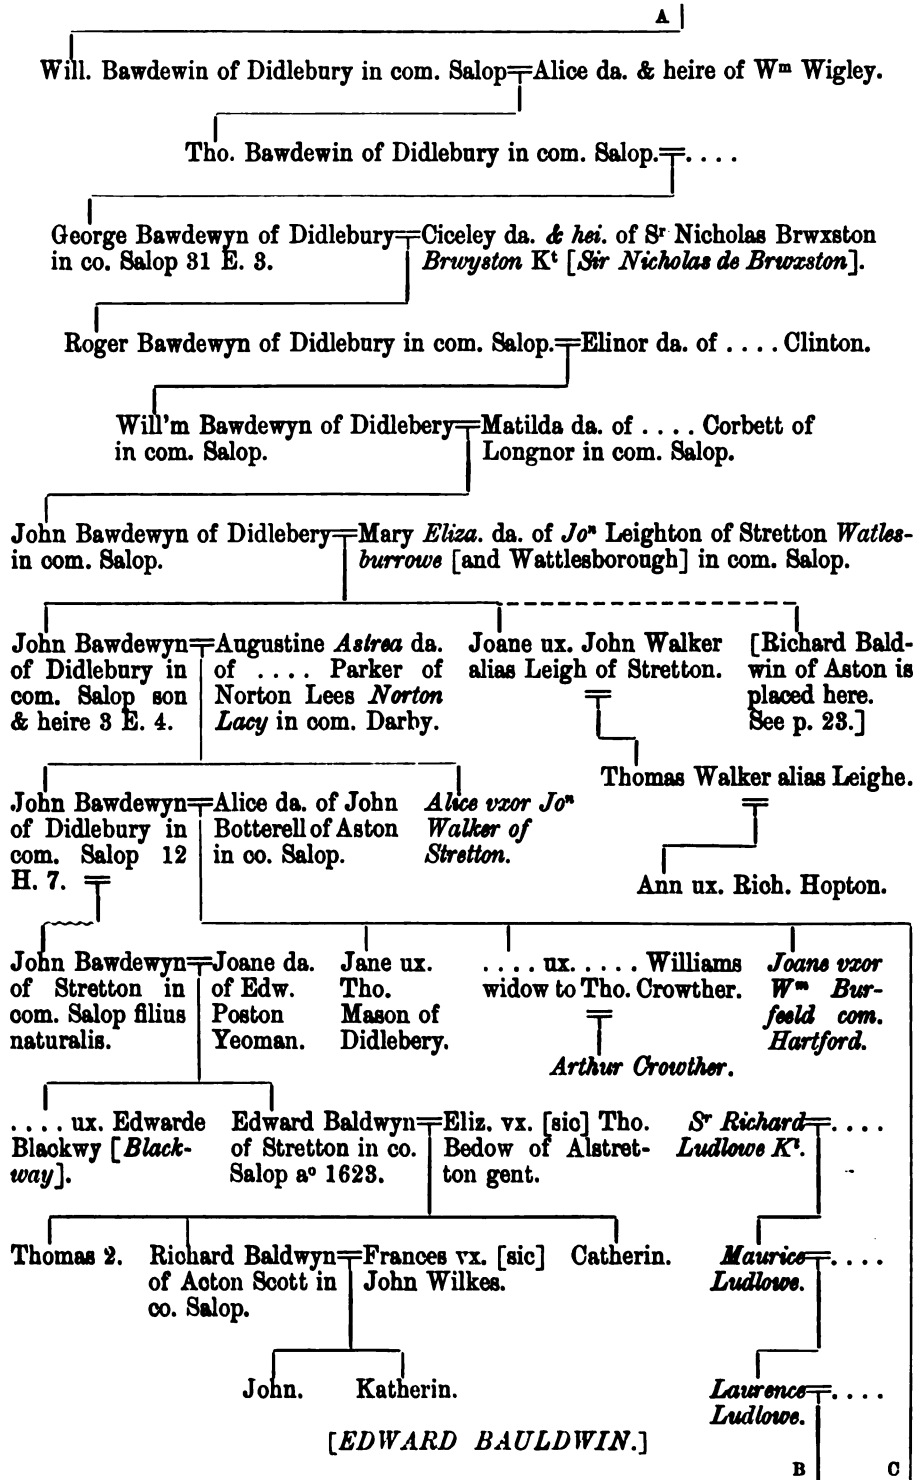 A
Will. Bawdewin of Didlebury in com. Salop=Alice da. & heire of Wᵐ Wigley.
Tho. Bawdewin of Didlebury in com. Salop.=. . . .
George Bawdewyn of Didlebury=Ciceley da. & hei. of Sʳ Nicholas Brwxston
in co. Salop 31 E. 3.
Brwyston Kᵗ [Sir Nicholas de Brwxston].
Roger Bawdewyn of Didlebury in com. Salop.=Elinor da. of . . . . Clinton.
Will'm Bawdewyn of Didlebery=Matilda da. of . . . . Corbett of
in com. Salop.
Longnor in com. Salop.
John Bawdewyn of Didlebery=Mary Eliza. da. of Joⁿ Leighton of Stretton Watles-
in com. Salop.
burrowe [and Wattlesborough] in com. Salop.
John Bawdewyn=
of Didlebury in
com. Salop son
& heire 3 E. 4.
Augustine Astrea da.
of . . . . Parker of
Norton Lees Norton
Lacy in com. Darby.
Joane ux. John Walker
alias Leigh of Stretton.
[Richard Bald-
win of Aston is
placed here.
See p. 23.]
Thomas Walker alias Leighe.
John Bawdewyn=
of Didlebury in
com. Salop 12
H. 7.
Alice da. of John
Botterell of Aston
in co. Salop.
Alice vxor Joⁿ
Walker of
Stretton.
Ann ux. Rich. Hopton.
John Bawdewyn=
of Stretton in
com. Salop filius
naturalis.
Joane da.
of Edw.
Poston
Yeoman.
Jane ux.
Tho.
Mason of
Didlebery.
. . . . ux. . . . . . Williams
widow to Tho. Crowther.
Joane vxor
Wᵐ Bur-
feeld com.
Hartford.
Arthur Crowther.
. . . . ux. Edwarde
Blackwy [Black-
way].
Edward Baldwyn=
of Stretton in co.
Salop aᵒ 1623.
Eliz. vx. [sic] Tho.
Bedow of Alstret-
ton gent.
Sʳ Richard=. . . .
Ludlowe Kᵗ.
Thomas 2.
Richard Baldwyn=
of Acton Scott in
co. Salop.
Frances vx. [sic]
John Wilkes.
Catherin.
Maurice=. . . .
Ludlowe.
John.
Katherin.
Laurence=. . . .
Ludlowe.
[EDWARD BAULDWIN.]
B
C